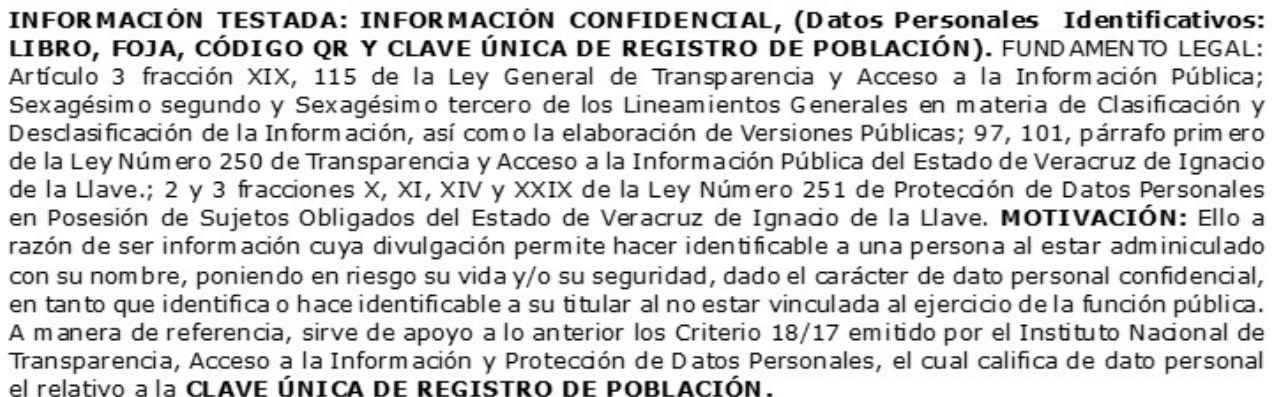 INFORMACIÓN TESTADA: INFORMACIÓN CONFIDENCIAL, (Datos Personales Identificativos:
LIBRO, FOJA, CÓDIGO QR Y CLAVE ÚNICA DE REGISTRO DE POBLACIÓN). FUNDAMENTO LEGAL:
Artículo 3 fracción XIX, 115 de la Ley General de Transparencia y Acceso a la Información Pública;
Sexagésimo segundo y Sexagésimo tercero de los Lineamientos Generales en materia de Clasificación y
Desclasificación de la Información, así como la elaboración de Versiones Públicas; 97, 101, párrafo primero
de la Ley Número 250 de Transparencia y Acceso a la Información Pública del Estado de Veracruz de Ignacio
de la Llave.; 2 y 3 fracciones X, XI, XIV y XXIX de la Ley Número 251 de Protección de Datos Personales
en Posesión de Sujetos Obligados del Estado de Veracruz de Ignacio de la Llave. MOTIVACIÓN: Ello a
razón de ser información cuya divulgación permite hacer identificable a una persona al estar adminiculado
con su nombre, poniendo en riesgo su vida y/o su seguridad, dado el carácter de dato personal confidencial,
en tanto que identifica o hace identificable a su titular al no estar vinculada al ejercicio de la función pública.
A manera de referencia, sirve de apoyo a lo anterior los Criterio 18/17 emitido por el Instituto Nacional de
Transparencia, Acceso a la Información y Protección de Datos Personales, el cual califica de dato personal
el relativo a la CLAVE ÚNICA DE REGISTRO DE POBLACIÓN.